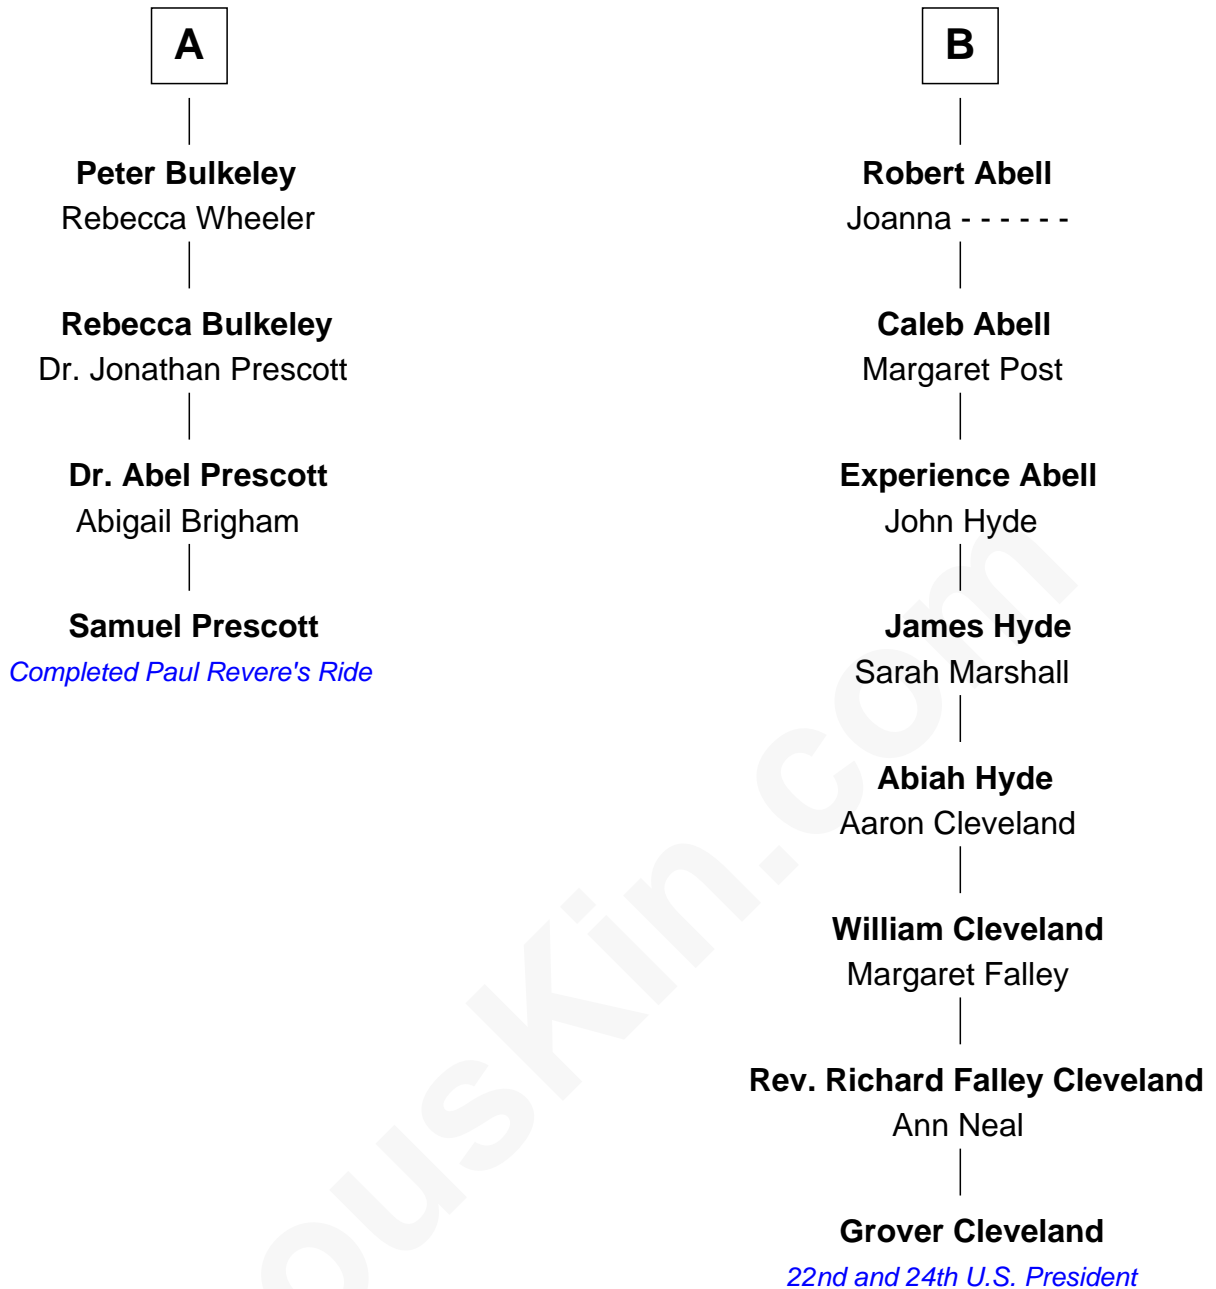 A
Peter Bulkeley
Rebecca Wheeler
Rebecca Bulkeley
Dr. Jonathan Prescott
Dr. Abel Prescott
Abigail Brigham
Samuel Prescott
Completed Paul Revere's Ride
B
Robert Abell
Joanna - - - - - -
Caleb Abell
Margaret Post
Experience Abell
John Hyde
James Hyde
Sarah Marshall
Abiah Hyde
Aaron Cleveland
William Cleveland
Margaret Falley
Rev. Richard Falley Cleveland
Ann Neal
Grover Cleveland
22nd and 24th U.S. President
ousKin.com